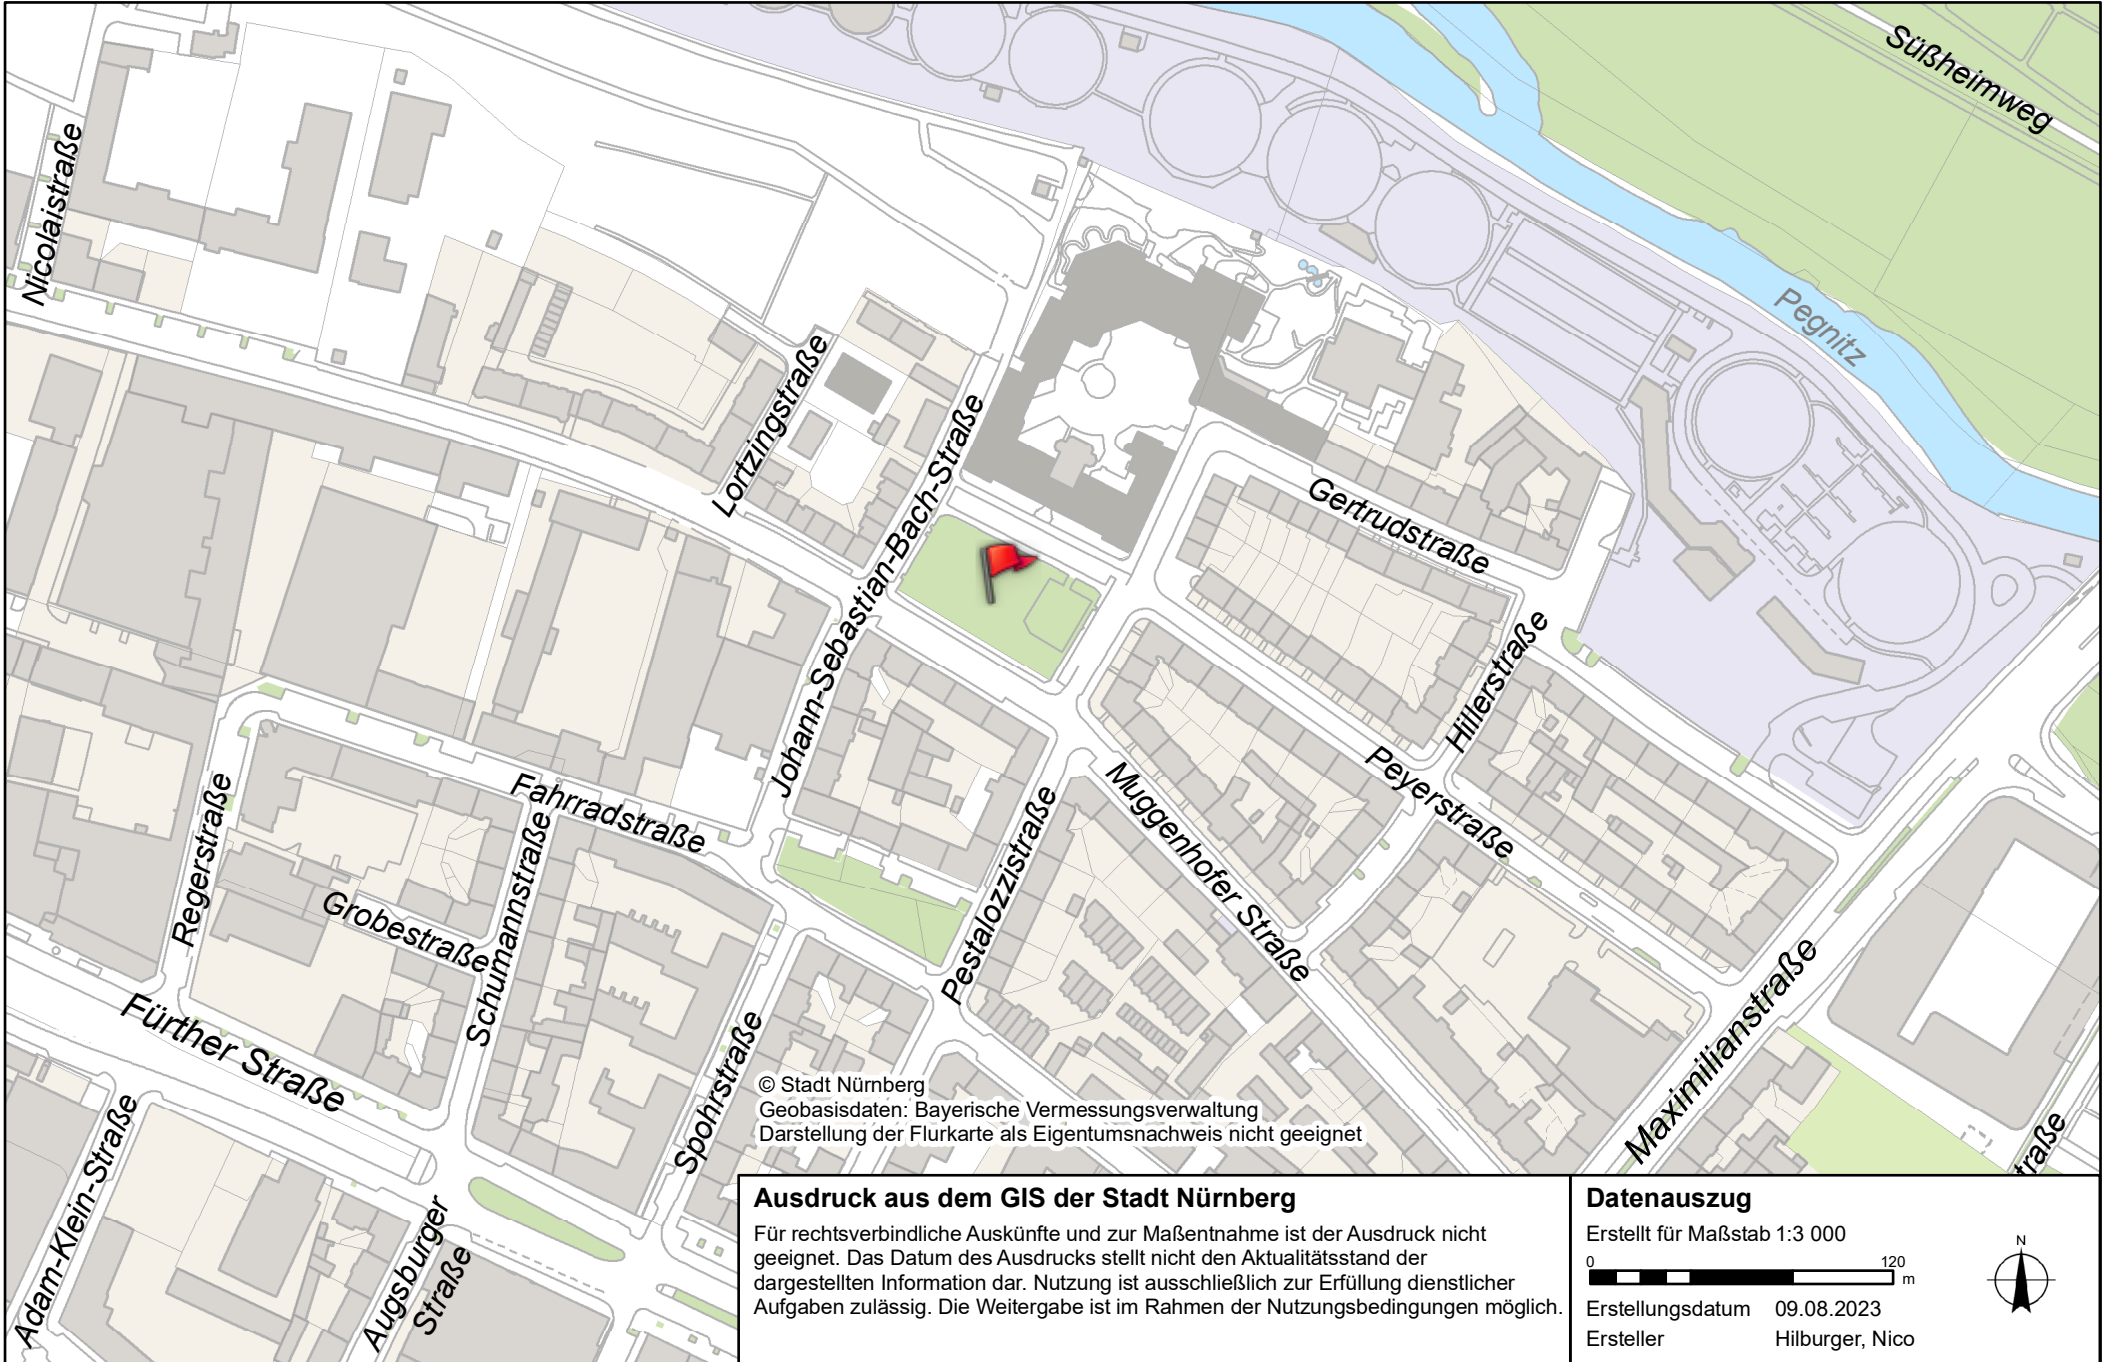 Süßheimweg
Nicolaistraße
Pegnitz
Lortzingstraße
Johann-Sebastian-Bach-Straße
Gertrudstraße
Hillerstraße
Peyerstraße
Muggenhofer Straße
Fahrradstraße
Regerstraße
Schumannstraße
Grobestraße
Pestalozzistraße
Fürther Straße
Spohrstraße
Maximilianstraße
Adam-Klein-Straße
Augsburger
Straße
traße
© Stadt Nürnberg
Geobasisdaten: Bayerische Vermessungsverwaltung
Darstellung der Flurkarte als Eigentumsnachweis nicht geeignet
Ausdruck aus dem GIS der Stadt Nürnberg
Für rechtsverbindliche Auskünfte und zur Maßentnahme ist der Ausdruck nicht
geeignet. Das Datum des Ausdrucks stellt nicht den Aktualitätsstand der
dargestellten Information dar. Nutzung ist ausschließlich zur Erfüllung dienstlicher
Aufgaben zulässig. Die Weitergabe ist im Rahmen der Nutzungsbedingungen möglich.
Datenauszug
Erstellt für Maßstab 1:3 000
0 120
m
Erstellungsdatum 09.08.2023
Ersteller Hilburger, Nico
N